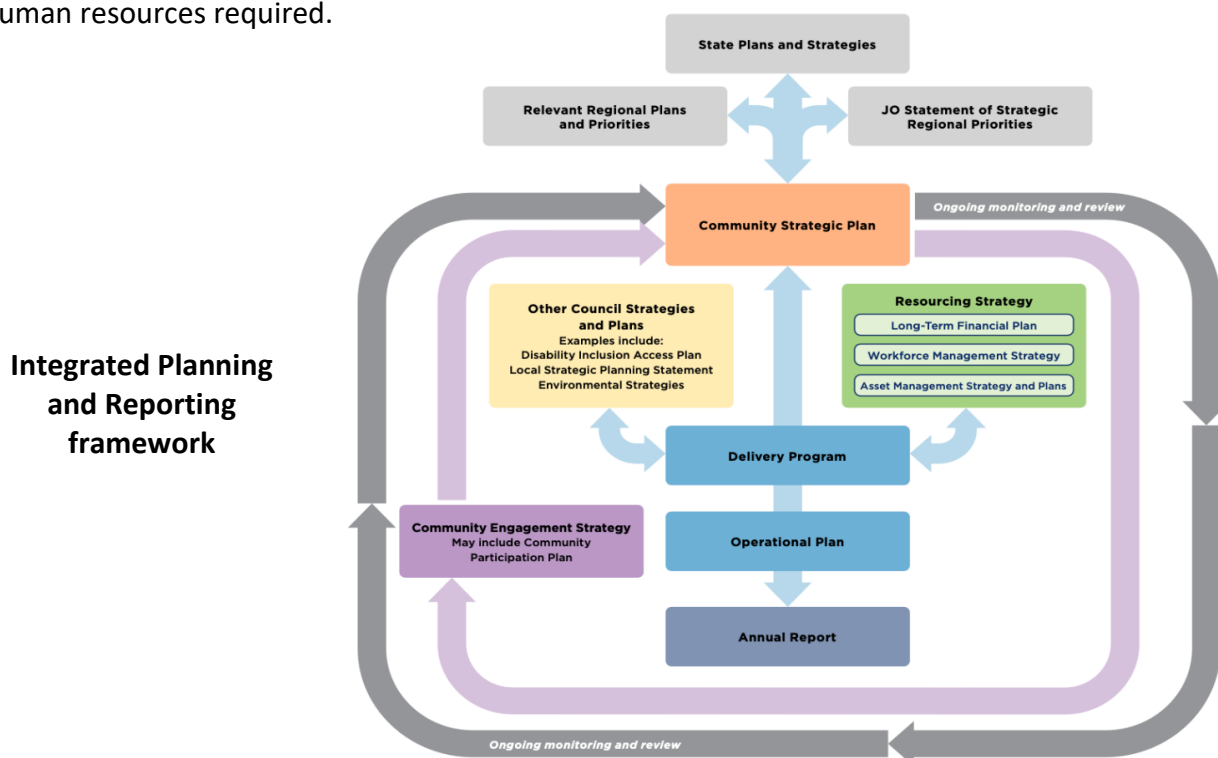 uman resources required.
State Plans and Strategies
Relevant Regional Plans
and Priorities
JO Statement of Strategic
Regional Priorities
Community Strategic Plan
Ongoing monitoring and review
Other Council Strategies
and Plans
Examples include:
Disability Inclusion Access Plan
Local Strategic Planning Statement
Environmental Strategies
Resourcing Strategy
Long-Term Financial Plan
Workforce Management Strategy
Asset Management Strategy and Plans
Integrated Planning
and Reporting
framework
Delivery Program
Community Engagement Strategy
May include Community
Participation Plan
Operational Plan
Annual Report
Ongoing monitoring and review